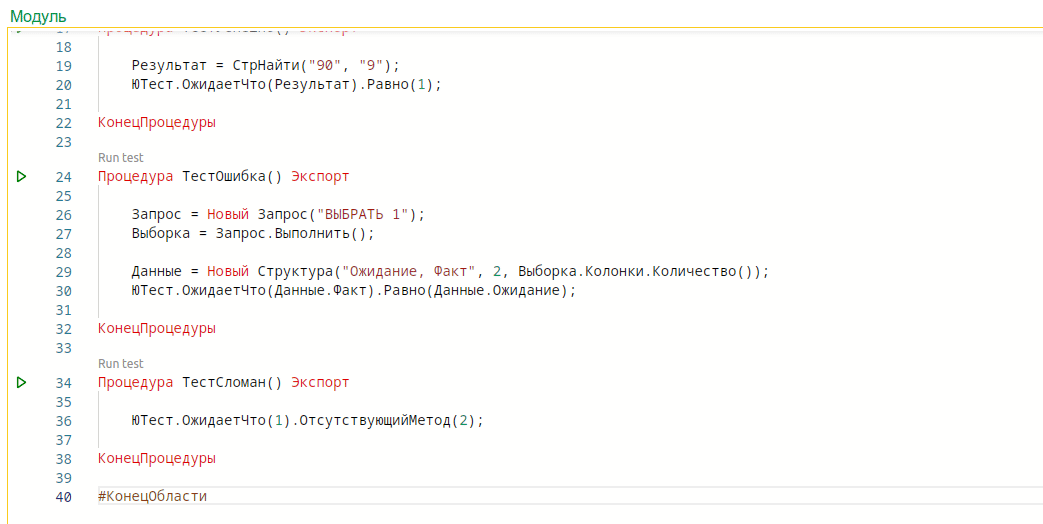 Модуль
18
19 Результат = СтрНайти("90", "9");
20 ЮТест.ОжидаетЧто(Результат).Равно(1);
21
22 КонецПроцедуры
23
Run test
24 Процедура ТестОшибка() Экспорт
25
26 Запрос = Новый Запрос("ВЫБРАТЬ 1");
27 Выборка = Запрос.Выполнить();
28
29 Данные = Новый Структура("Ожидание, Факт", 2, Выборка.Колонки.Количество());
30 ЮТест.ОжидаетЧто(Данные.Факт).Равно(Данные.Ожидание);
31
32 КонецПроцедуры
33
Run test
34 Процедура ТестСломан() Экспорт
35
36 ЮТест.ОжидаетЧто(1).ОтсутствующийМетод(2);
37
38 КонецПроцедуры
39
40 #КонецОбласти